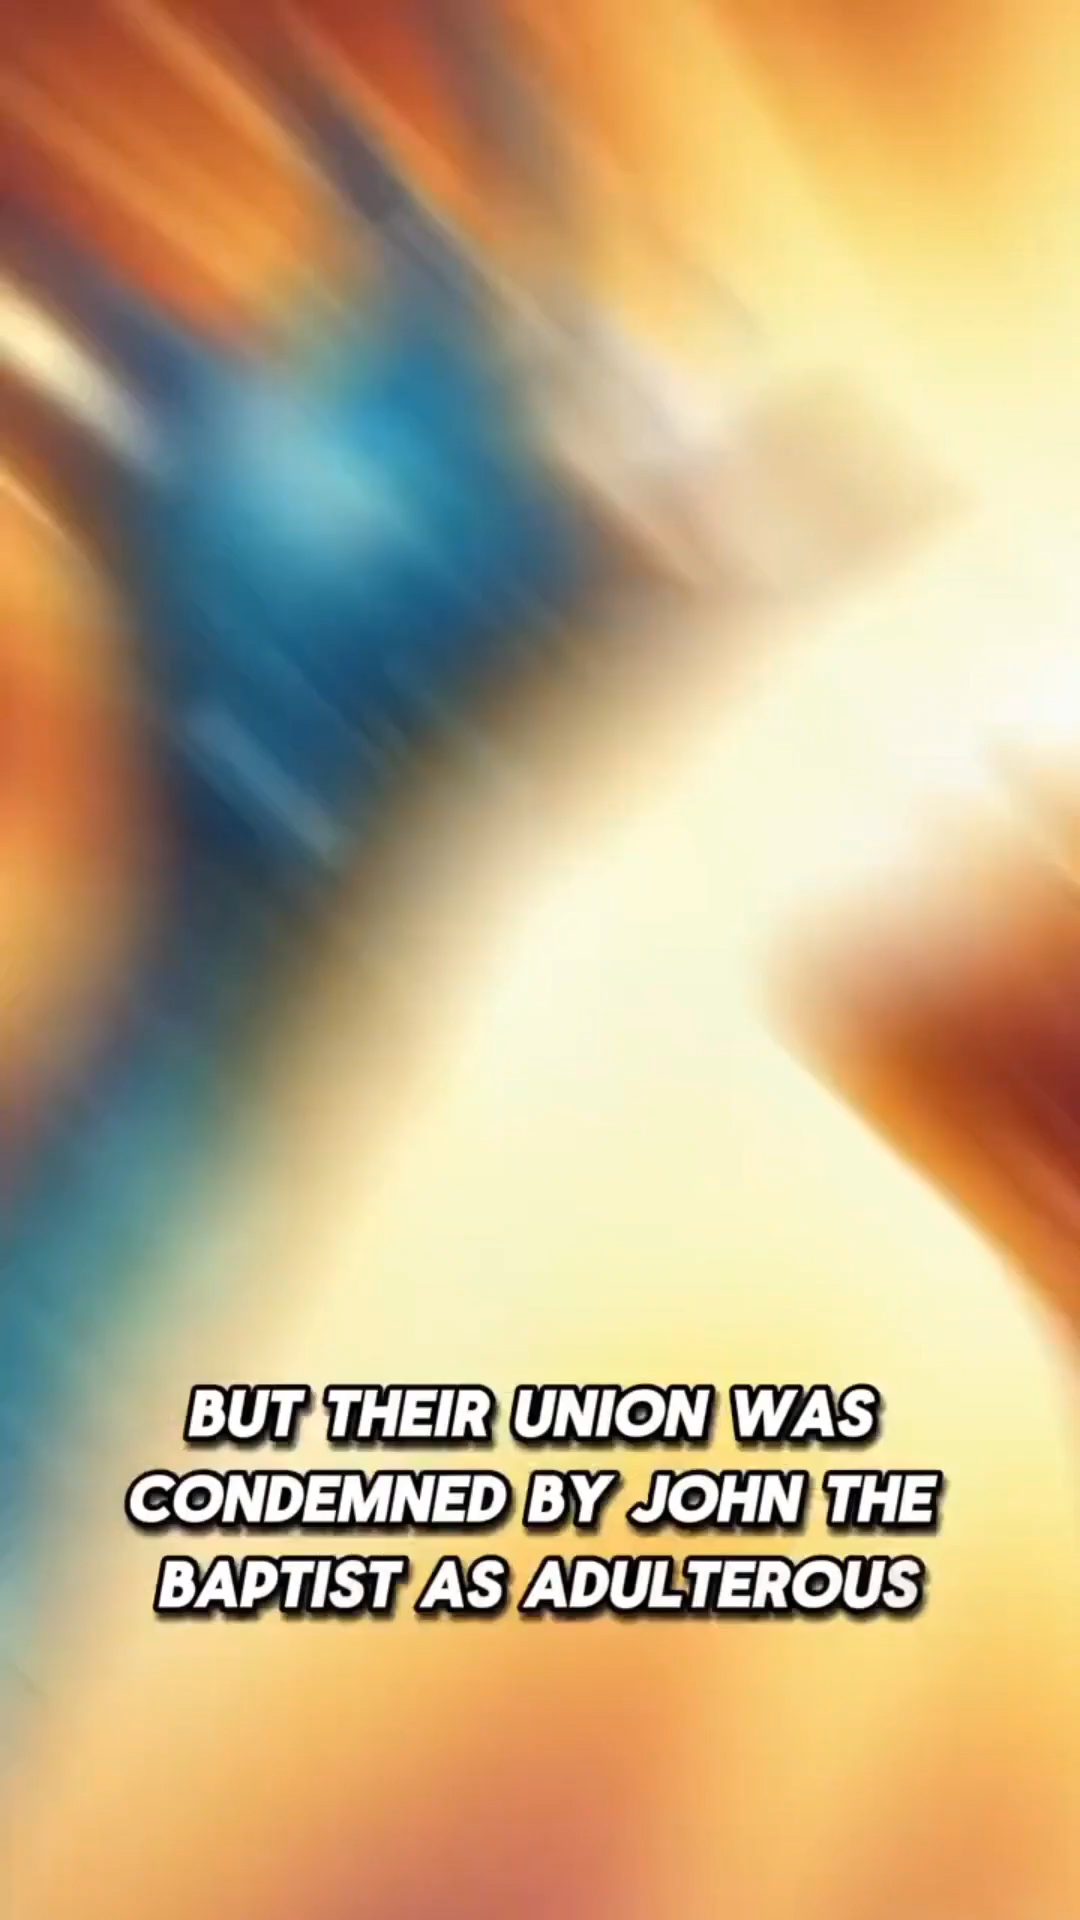 BUT THEIR UNION WAS
CONDEMNED BY JOHN THE
BAPTIST AS ADULTEROUS